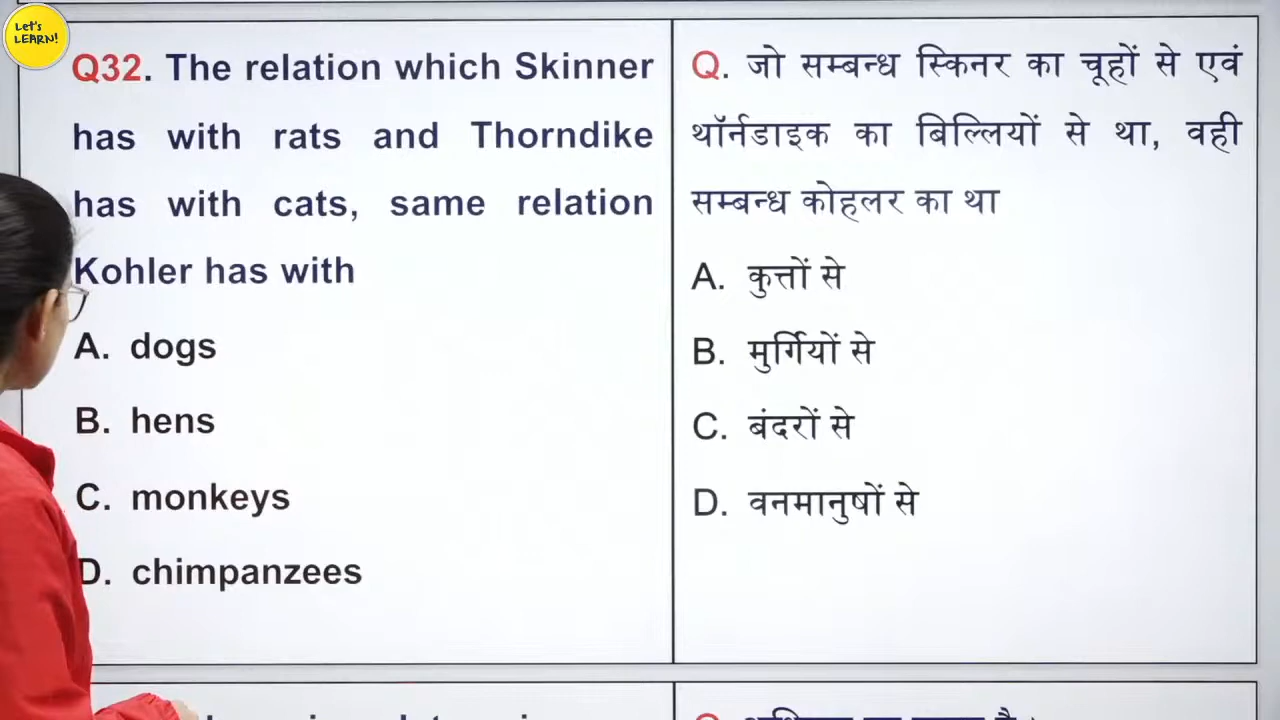 Let's
LEARN!
Q32. The relation which Skinner
has with rats and Thorndike
has with cats, same relation
Kohler has with
A. dogs
B. hens
C. monkeys
D. chimpanzees
Q. जो सम्बन्ध स्किनर का चूहों से एवं
थॉर्नडाइक का बिल्लियों से था, वही
सम्बन्ध कोहलर का था
A. कुत्तों से
B. मुर्गियों से
C. बंदरों से
D. वनमानुषों से